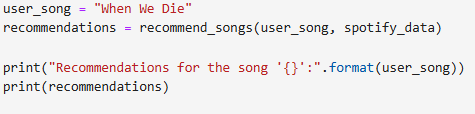 user_song = "When We Die"
recommendations = recommend_songs(user_song, spotify_data)
print("Recommendations for the song '{}':".format(user_song))
print(recommendations)